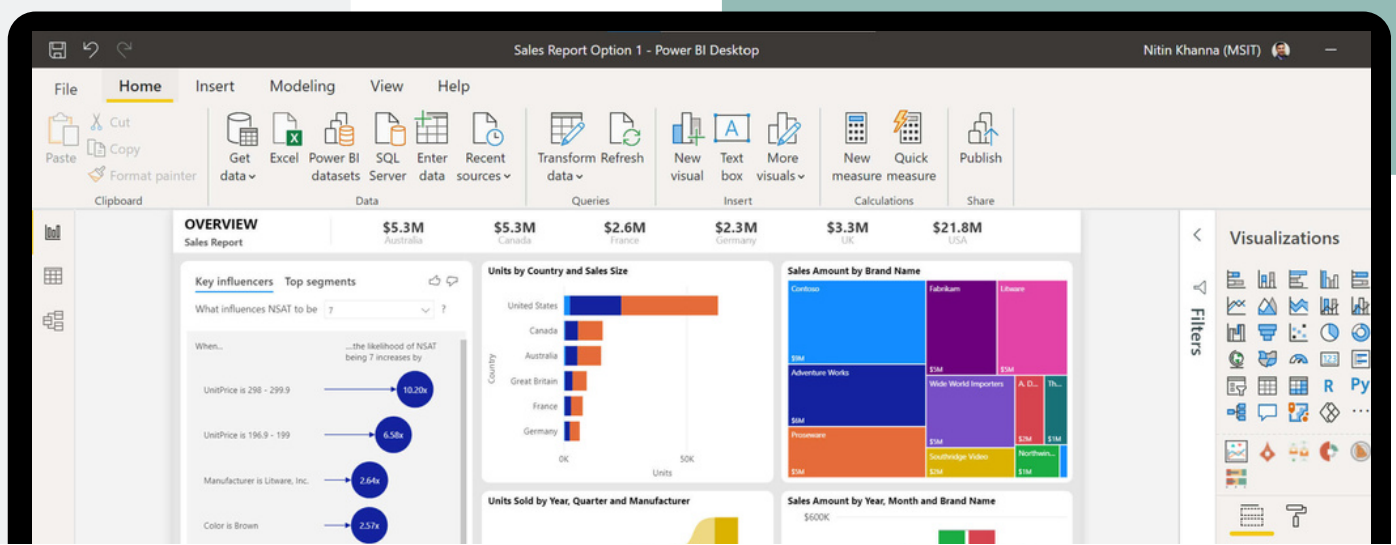 Sales Report Option 1 - Power BI Desktop
Nitin Khanna (MSIT)
File Home Insert Modeling View Help
Paste
Cut
Copy
Format painter
Clipboard
Get data
Excel
Power BI datasets
SQL Server
Enter data
Recent sources
Data
Transform data
Refresh
Queries
New visual
Text box
More visuals
Insert
New measure
Quick measure
Calculations
Publish
Share
OVERVIEW
Sales Report
$5.3M
Australia
$5.3M
Canada
$2.6M
France
$2.3M
Germany
$3.3M
UK
$21.8M
USA
Key influencers Top segments
What influences NSAT to be 7 ?
When...
...the likelihood of NSAT
being 7 increases by
UnitPrice is 298 - 299.9
10.20x
UnitPrice is 196.9 - 199
6.58x
Manufacturer is Litware, Inc.
2.64x
Color is Brown
2.57x
Units by Country and Sales Size
Country
United States
Canada
Australia
Great Britain
France
Germany
0K 50K
Units
Sales Amount by Brand Name
Contoso
$9M
Adventure Works
$6M
Proseware
$5M
Fabrikam
$5M
Litware
$5M
Wide World Importers
$5M
A. D...
$2M
Th...
$1M
Southridge Video
$2M
Northwin...
$1M
Units Sold by Year, Quarter and Manufacturer
Sales Amount by Year, Month and Brand Name
$600K
Filters
Visualizations
123
R Py